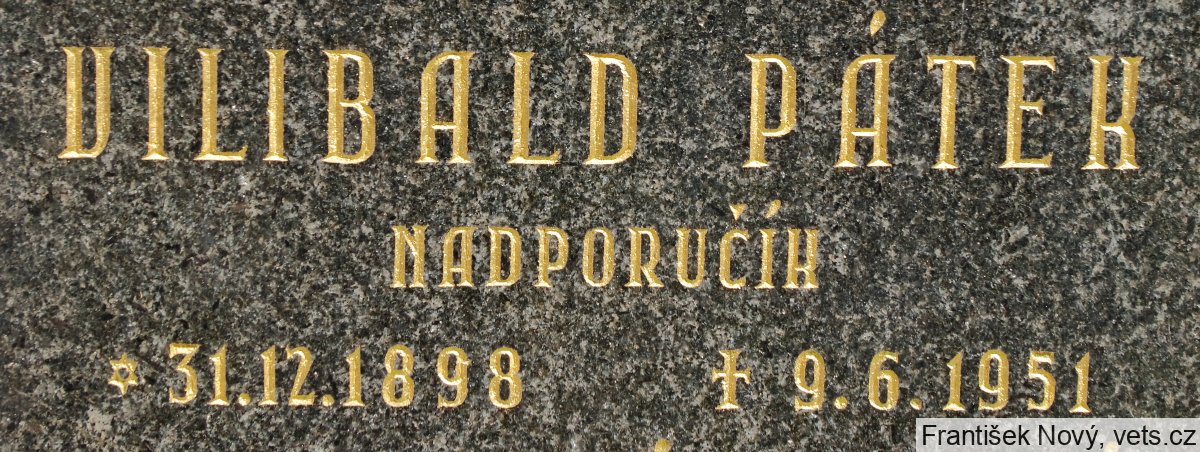 VILIBALD PÁTEK
NADPORUČÍK
* 31.12.1898 † 9.6.1951
František Nový, vets.cz